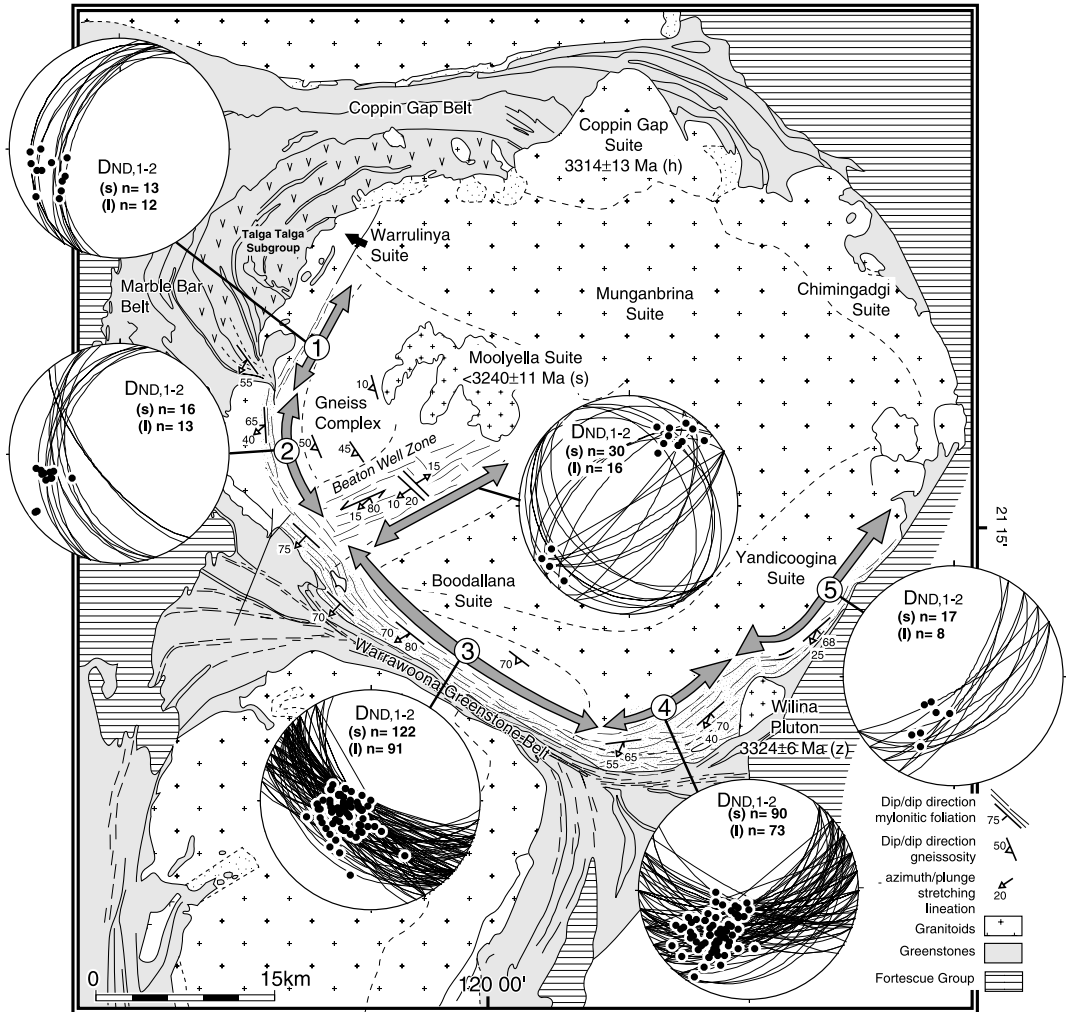 Coppin Gap Belt
Coppin Gap
Suite
3314±13 Ma (h)
DND,1-2
(s) n= 13
(l) n= 12
Talga Talga
Subgroup
Warrulinya
Suite
Marble Bar
Belt
Munganbrina
Suite
Chimingadgi
Suite
1
Moolyella Suite
<3240±11 Ma (s)
55
10
DND,1-2
(s) n= 16
(l) n= 13
Gneiss
Complex
65
40
2
50
45
Beaton Well Zone
15
15
80
10
20
DND,1-2
(s) n= 30
(l) n= 16
21 15'
75
Boodallana
Suite
Yandicoogina
Suite
5
DND,1-2
(s) n= 17
(l) n= 8
70
70
80
3
70
68
25
Warrawoona Greenstone Belt
4
Wilina
Pluton
3324±6 Ma (z)
70
40
55
65
DND,1-2
(s) n= 122
(l) n= 91
DND,1-2
(s) n= 90
(l) n= 73
Dip/dip direction
mylonitic foliation
75
Dip/dip direction
gneissosity
50
azimuth/plunge
stretching
lineation
20
Granitoids
Greenstones
Fortescue Group
0
15km
120 00'